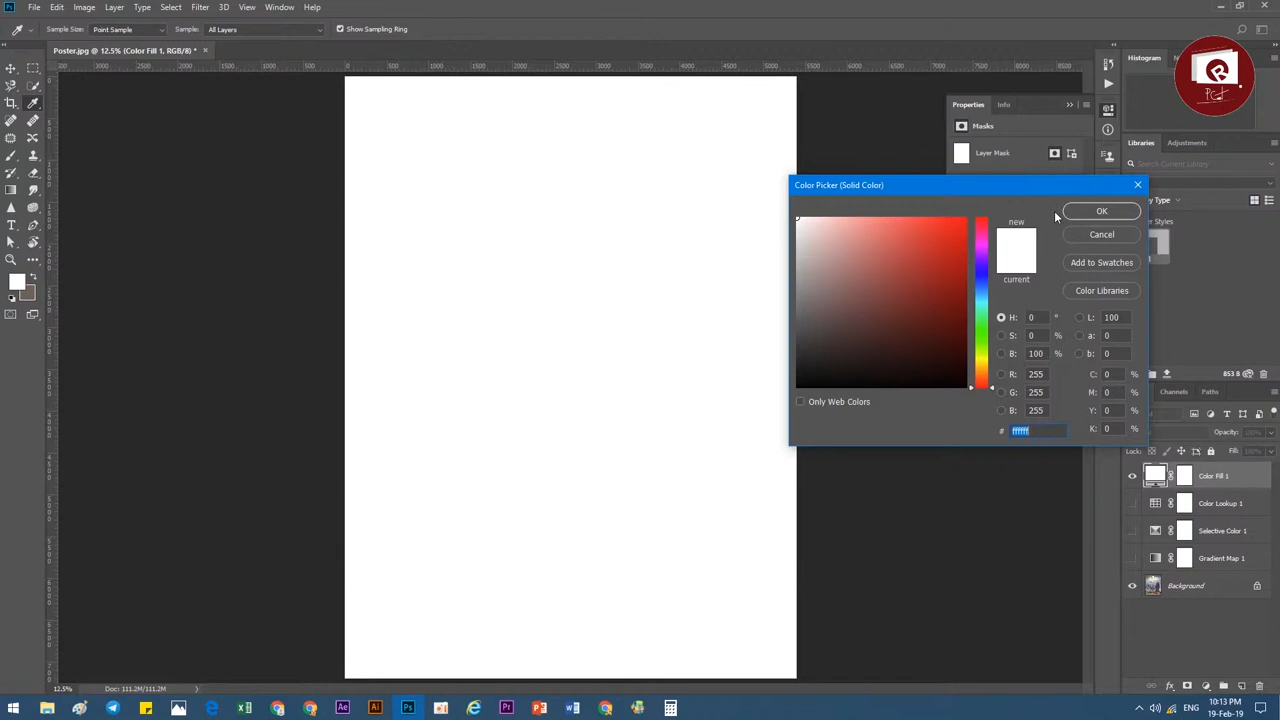 File Edit Image Layer Type Select Filter 3D View Window Help
Sample Size: Point Sample Sample: All Layers Show Sampling Ring
Poster.jpg @ 12.5% (Color Fill 1, RGB/8) * ×
Histogram
Properties Info
Masks
Layer Mask
Libraries Adjustments
Search Current Library
Color Picker (Solid Color)
new
current
OK
Cancel
Add to Swatches
Color Libraries
H: 0 °
S: 0 %
B: 100 %
R: 255
G: 255
B: 255
# ffffff
L: 100
a: 0
b: 0
C: 0 %
M: 0 %
Y: 0 %
K: 0 %
Only Web Colors
853 B
Channels Paths
Opacity: 100%
Lock: Fill: 100%
Color Fill 1
Color Lookup 1
Selective Color 1
Gradient Map 1
Background
12.5% Doc: 111.2M/111.2M
ENG
10:13 PM
19-Feb-19